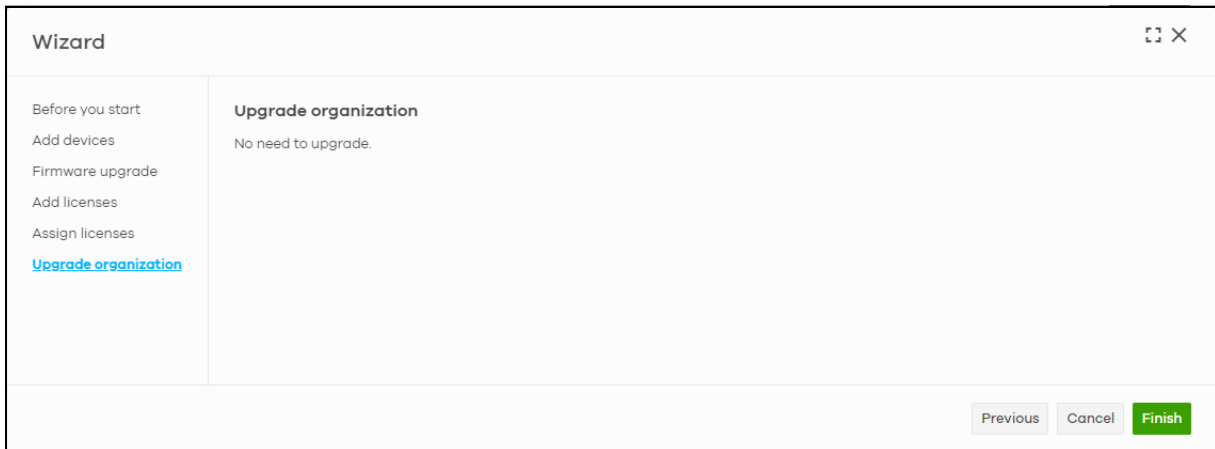 Wizard
Before you start
Add devices
Firmware upgrade
Add licenses
Assign licenses
Upgrade organization
Upgrade organization
No need to upgrade.
Previous
Cancel
Finish